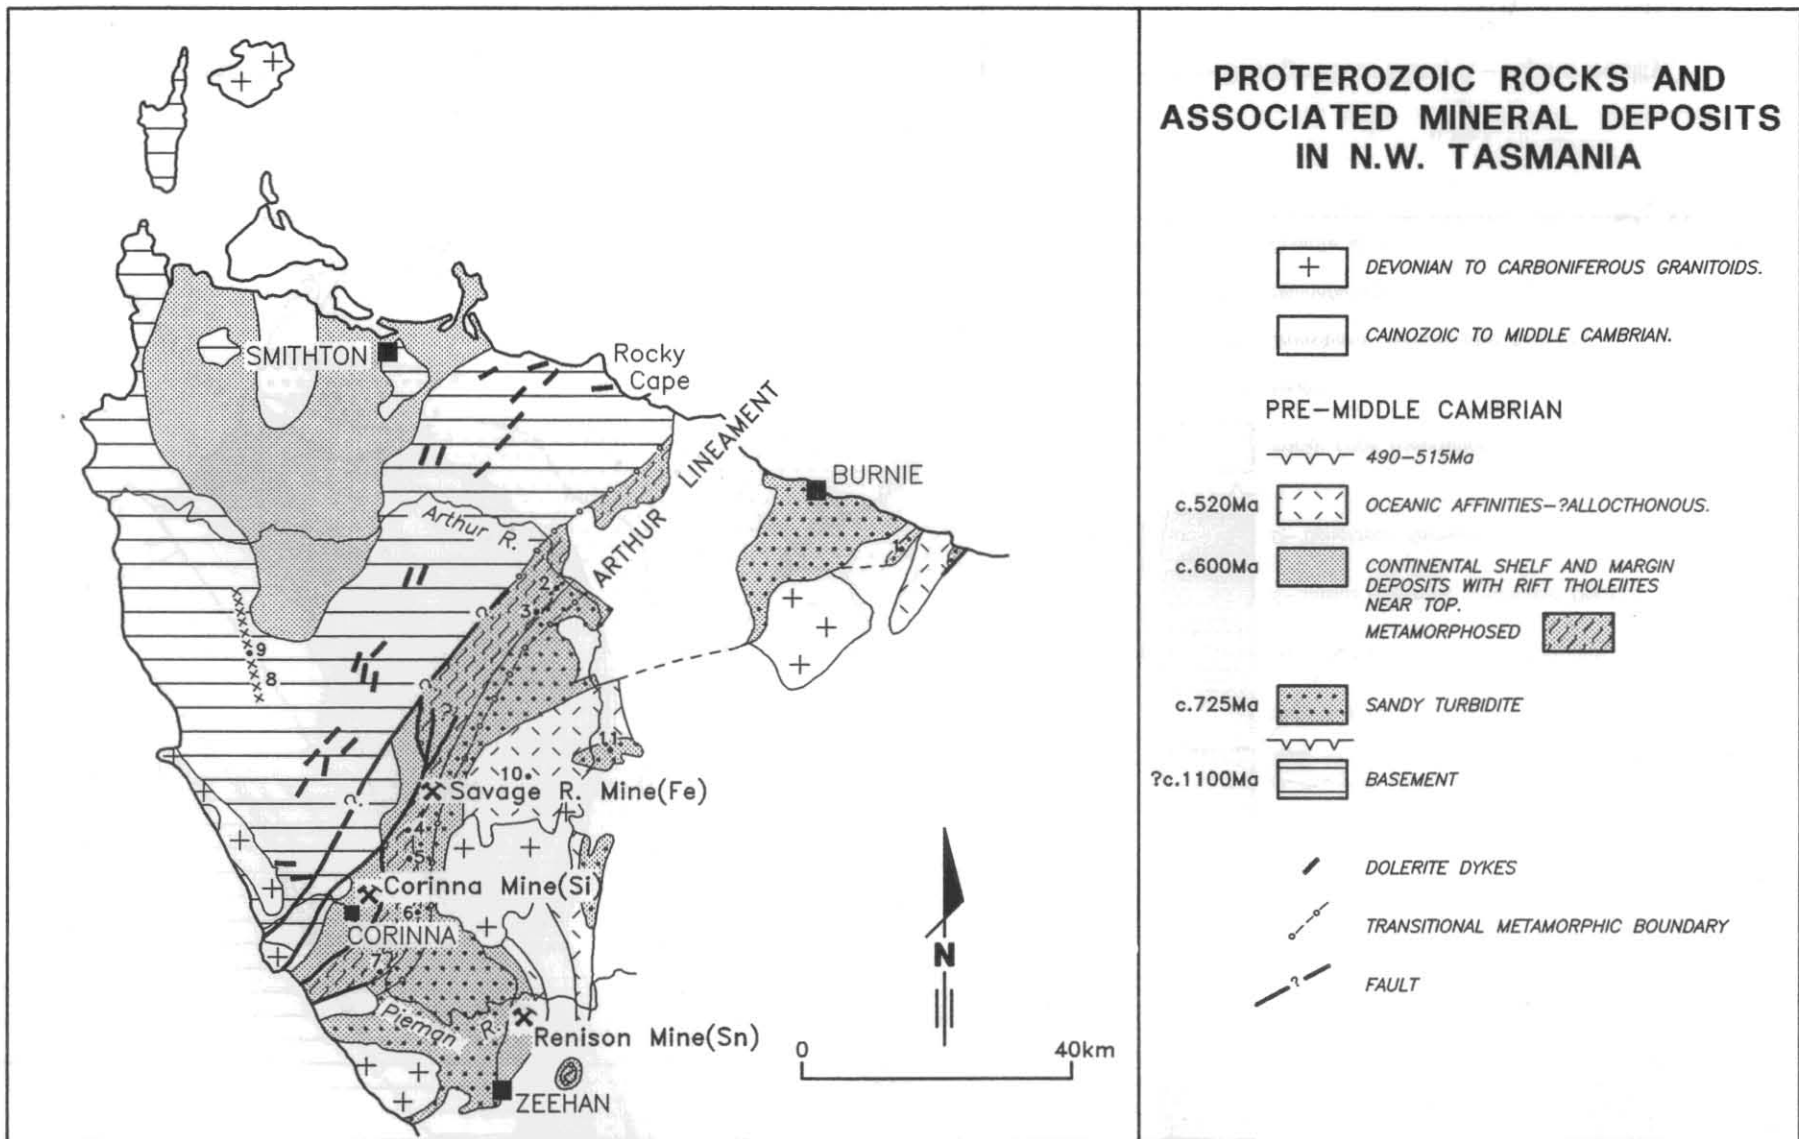 PROTEROZOIC ROCKS AND
ASSOCIATED MINERAL DEPOSITS
IN N.W. TASMANIA
DEVONIAN TO CARBONIFEROUS GRANITOIDS.
CAINOZOIC TO MIDDLE CAMBRIAN.
PRE-MIDDLE CAMBRIAN
490-515Ma
c.520Ma OCEANIC AFFINITIES-?ALLOCTHONOUS.
c.600Ma CONTINENTAL SHELF AND MARGIN
DEPOSITS WITH RIFT THOLEIITES
NEAR TOP.
METAMORPHOSED
c.725Ma SANDY TURBIDITE
?c.1100Ma BASEMENT
DOLERITE DYKES
TRANSITIONAL METAMORPHIC BOUNDARY
? FAULT
SMITHTON
Rocky
Cape
ARTHUR LINEAMENT
BURNIE
Arthur R.
1
2
3
9
8
11
10
Savage R. Mine(Fe)
4
5
Corinna Mine(Si)
6
CORINNA
7
Pieman R.
Renison Mine(Sn)
ZEEHAN
N
0 40km